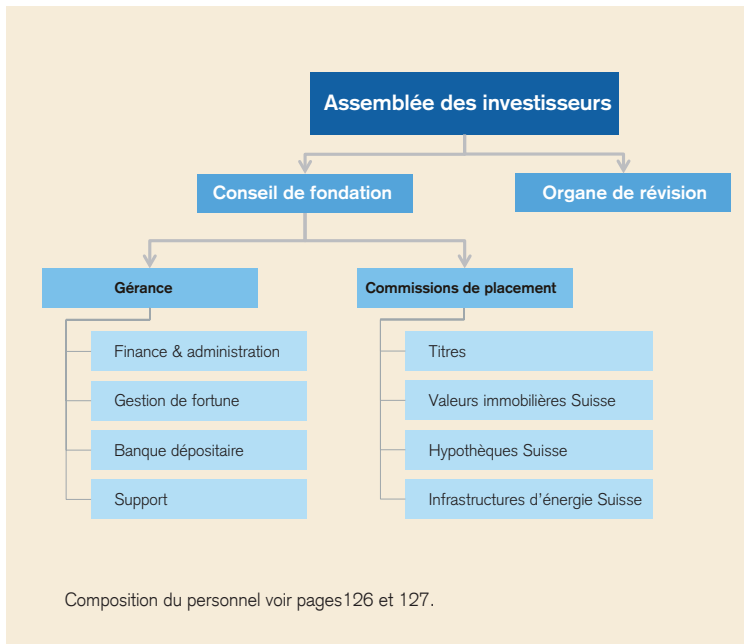 Assemblée des investisseurs
Conseil de fondation
Organe de révision
Gérance
Commissions de placement
Finance & administration
Titres
Gestion de fortune
Valeurs immobilières Suisse
Banque dépositaire
Hypothèques Suisse
Support
Infrastructures d’énergie Suisse
Composition du personnel voir pages126 et 127.